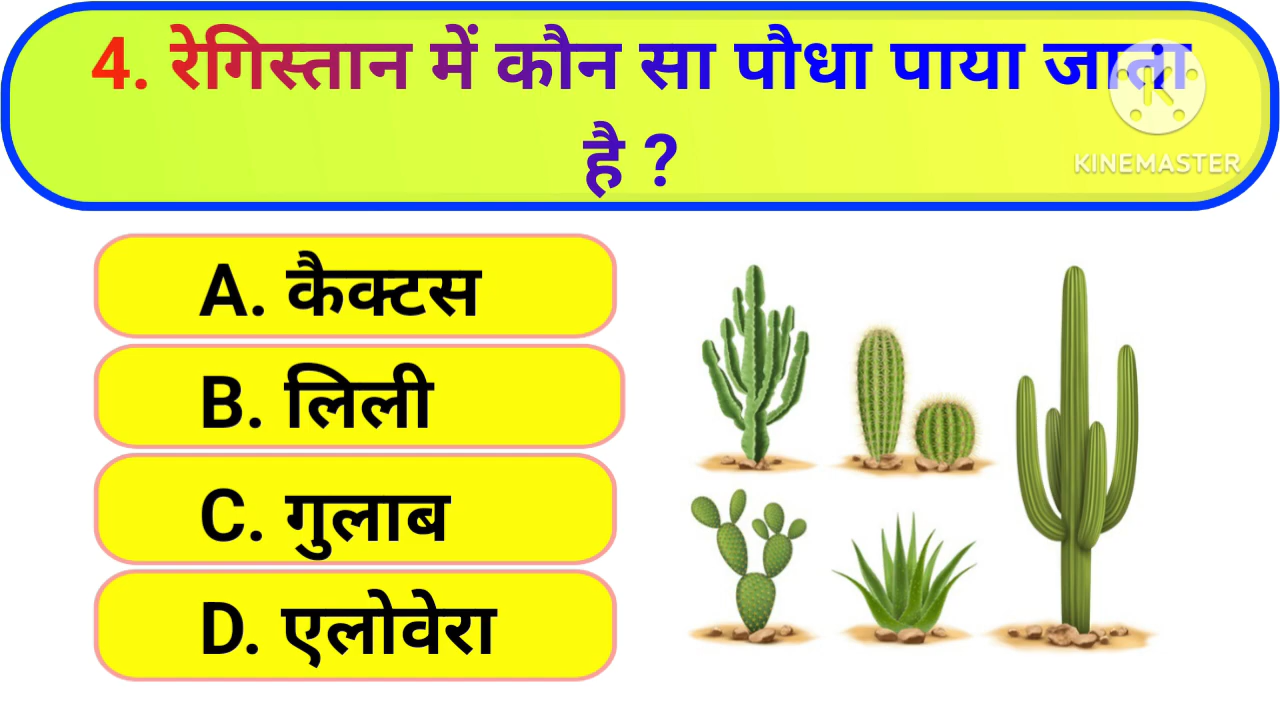 4. रेगिस्तान में कौन सा पौधा पाया जाता
है ?
KINEMASTER
A. कैक्टस
B. लिली
C. गुलाब
D. एलोवेरा